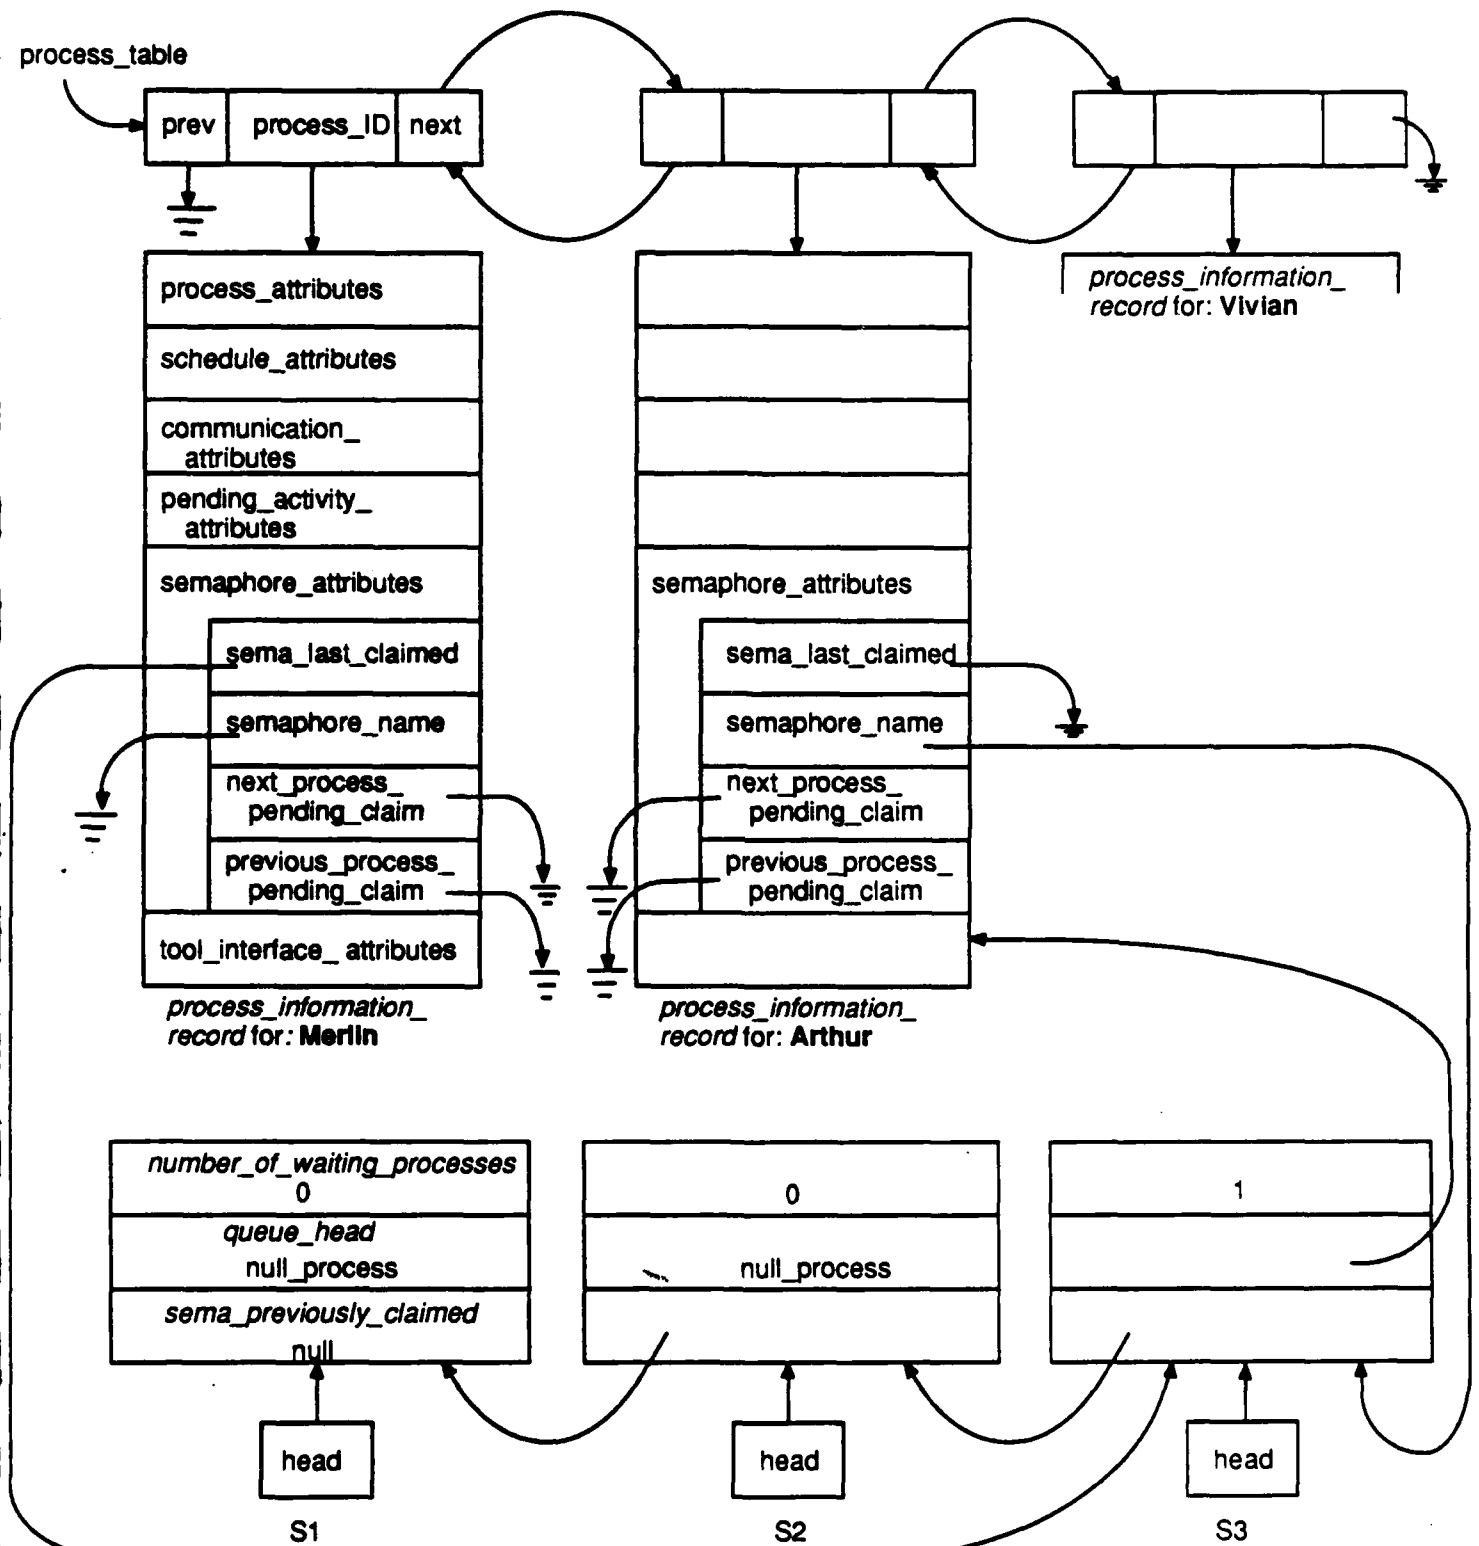 process_table
prev
process_ID
next
process_attributes
schedule_attributes
communication_
attributes
pending_activity_
attributes
semaphore_attributes
sema_last_claimed
semaphore_name
next_process_
pending_claim
previous_process_
pending_claim
tool_interface_ attributes
process_information_
record for: Merlin
semaphore_attributes
sema_last_claimed
semaphore_name
next_process_
pending_claim
previous_process_
pending_claim
process_information_
record for: Arthur
process_information_
record for: Vivian
number_of_waiting_processes
0
queue_head
null_process
sema_previously_claimed
null
head
S1
0
null_process
head
S2
1
head
S3